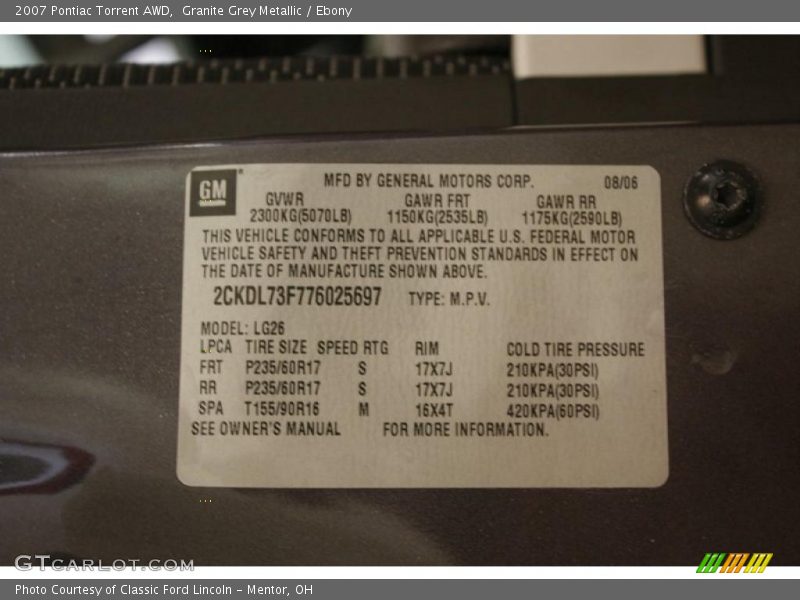 2007 Pontiac Torrent AWD, Granite Grey Metallic / Ebony
GM
MFD BY GENERAL MOTORS CORP. 08/06
GVWR GAWR FRT GAWR RR
2300KG(5070LB) 1150KG(2535LB) 1175KG(2590LB)
THIS VEHICLE CONFORMS TO ALL APPLICABLE U.S. FEDERAL MOTOR
VEHICLE SAFETY AND THEFT PREVENTION STANDARDS IN EFFECT ON
THE DATE OF MANUFACTURE SHOWN ABOVE.
2CKDL73F776025697 TYPE: M.P.V.
MODEL: LG26
LPCA TIRE SIZE SPEED RTG RIM COLD TIRE PRESSURE
FRT P235/60R17 S 17X7J 210KPA(30PSI)
RR P235/60R17 S 17X7J 210KPA(30PSI)
SPA T155/90R16 M 16X4T 420KPA(60PSI)
SEE OWNER'S MANUAL FOR MORE INFORMATION.
GTCARLOT.COM
Photo Courtesy of Classic Ford Lincoln - Mentor, OH